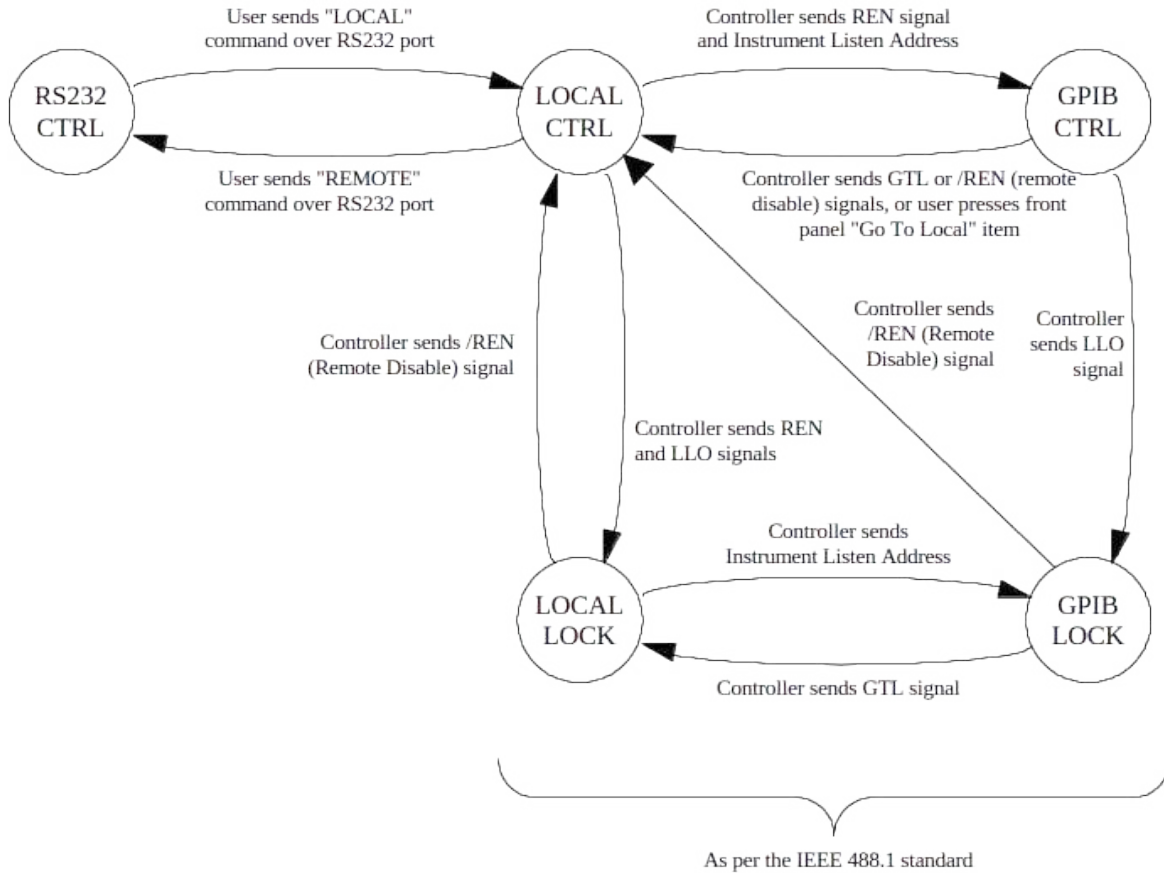 User sends "LOCAL"
command over RS232 port
Controller sends REN signal
and Instrument Listen Address
RS232
CTRL
LOCAL
CTRL
GPIB
CTRL
User sends "REMOTE"
command over RS232 port
Controller sends GTL or /REN (remote
disable) signals, or user presses front
panel "Go To Local" item
Controller sends /REN
(Remote Disable) signal
Controller sends
/REN (Remote
Disable) signal
Controller
sends LLO
signal
Controller sends REN
and LLO signals
Controller sends
Instrument Listen Address
LOCAL
LOCK
GPIB
LOCK
Controller sends GTL signal
As per the IEEE 488.1 standard